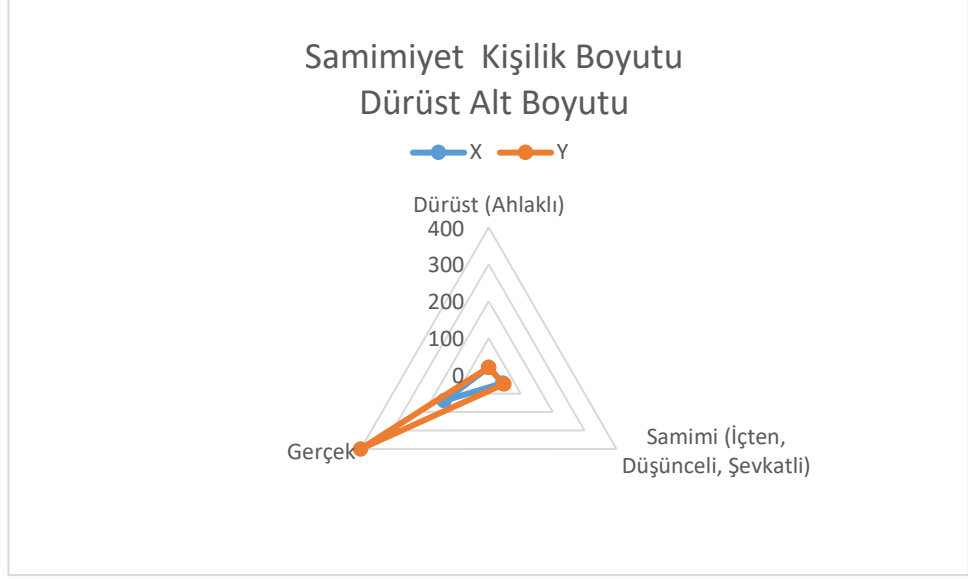 Samimiyet  Kişilik Boyutu
Dürüst Alt Boyutu
X Y
Dürüst (Ahlaklı)
400
300
200
100
0
Gerçek
Samimi (İçten,
Düşünceli, Şevkatli)